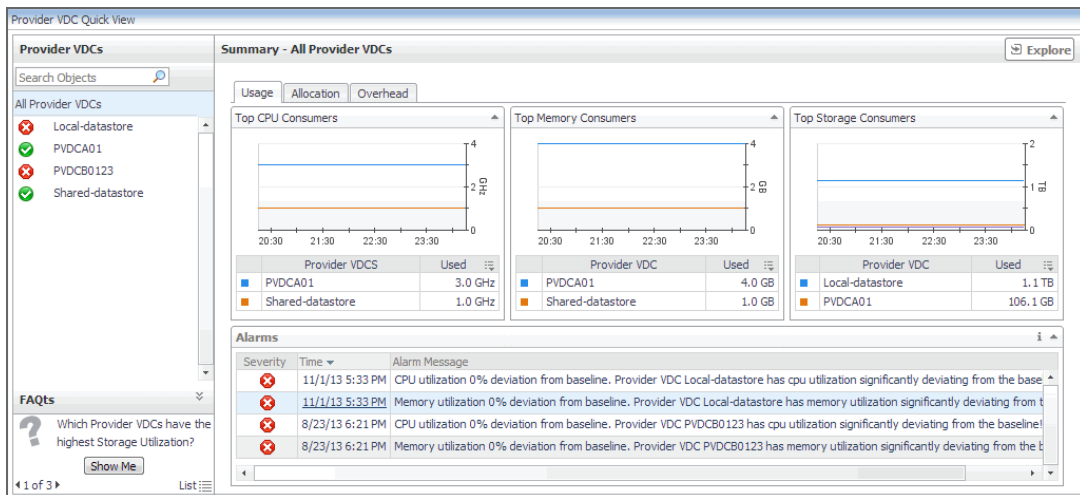 Provider VDC Quick View
Provider VDCs
Search Objects
All Provider VDCs
Local-datastore
PVDCA01
PVDCB0123
Shared-datastore
FAQts
Which Provider VDCs have the
highest Storage Utilization?
Show Me
1 of 3
List
Summary - All Provider VDCs
Explore
Usage Allocation Overhead
Top CPU Consumers
4
2
0
GHz
20:30 21:30 22:30 23:30
Provider VDCS Used
PVDCA01 3.0 GHz
Shared-datastore 1.0 GHz
Top Memory Consumers
4
2
0
GB
20:30 21:30 22:30 23:30
Provider VDC Used
PVDCA01 4.0 GB
Shared-datastore 1.0 GB
Top Storage Consumers
2
1
0
TB
20:30 21:30 22:30 23:30
Provider VDC Used
Local-datastore 1.1 TB
PVDCA01 106.1 GB
Alarms
Severity Time Alarm Message
11/1/13 5:33 PM CPU utilization 0% deviation from baseline. Provider VDC Local-datastore has cpu utilization significantly deviating from the base
11/1/13 5:33 PM Memory utilization 0% deviation from baseline. Provider VDC Local-datastore has memory utilization significantly deviating from t
8/23/13 6:21 PM CPU utilization 0% deviation from baseline. Provider VDC PVDCB0123 has cpu utilization significantly deviating from the baseline!
8/23/13 6:21 PM Memory utilization 0% deviation from baseline. Provider VDC PVDCB0123 has memory utilization significantly deviating from the b